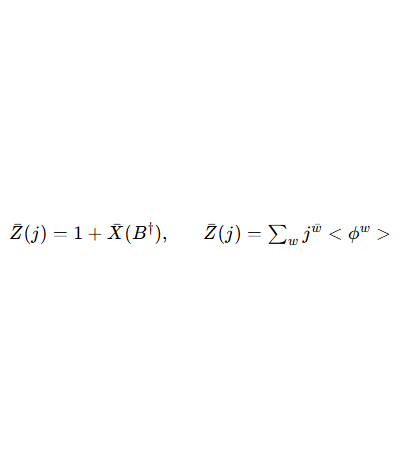 Z̄(j) = 1 + X̄(B†),  Z̄(j) = ∑_w j^{w̄} < ϕ^w >